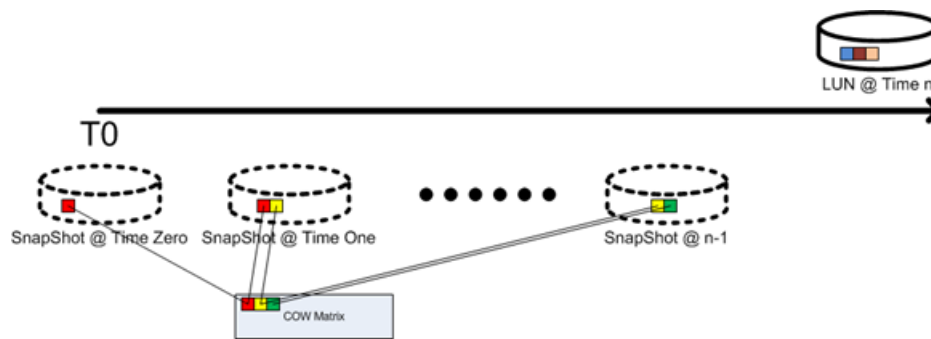 LUN @ Time n
T0
SnapShot @ Time Zero
SnapShot @ Time One
SnapShot @ n-1
COW Matrix